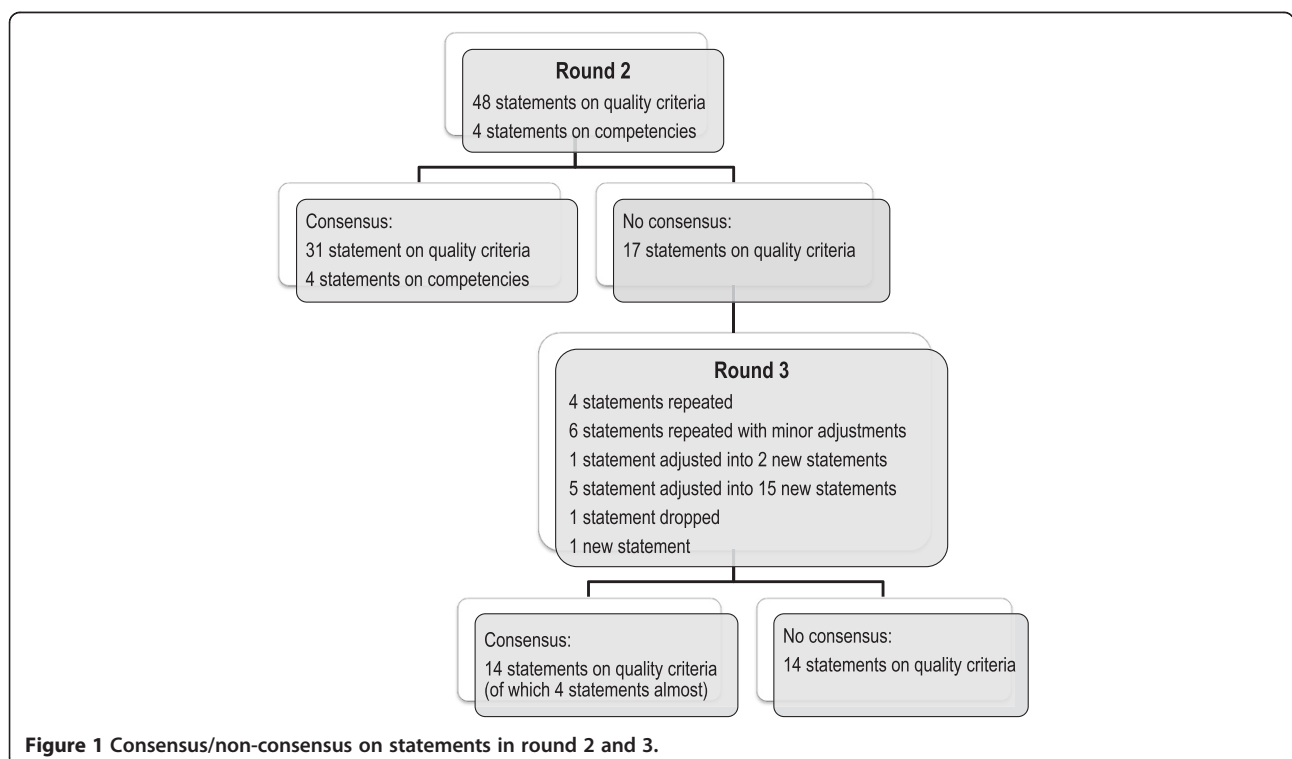 Round 2
48 statements on quality criteria
4 statements on competencies
Consensus:
31 statement on quality criteria
4 statements on competencies
No consensus:
17 statements on quality criteria
Round 3
4 statements repeated
6 statements repeated with minor adjustments
1 statement adjusted into 2 new statements
5 statement adjusted into 15 new statements
1 statement dropped
1 new statement
Consensus:
14 statements on quality criteria
(of which 4 statements almost)
No consensus:
14 statements on quality criteria
Figure 1 Consensus/non-consensus on statements in round 2 and 3.